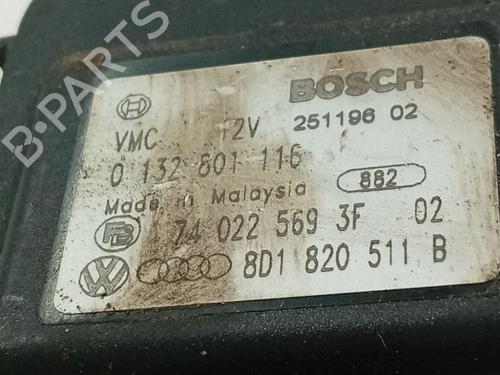 BOSCH
VMC 12V 251196 02
0 132 801 116
Made in Malaysia 882
74 022 569 3F 02
8D1 820 511 B
B-PARTS